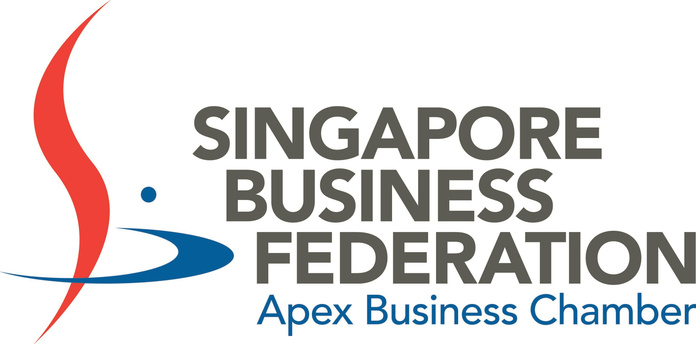 SINGAPORE
BUSINESS
FEDERATION
Apex Business Chamber